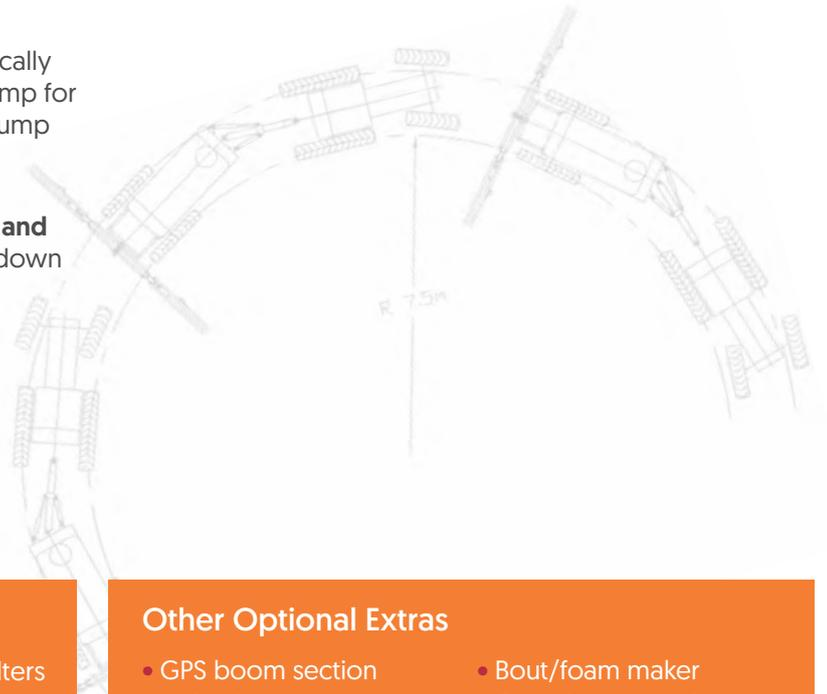 cally
mp for
ump
and
down
R 7.5m
Other Optional Extras
lters
• GPS boom section
• Bout/foam maker